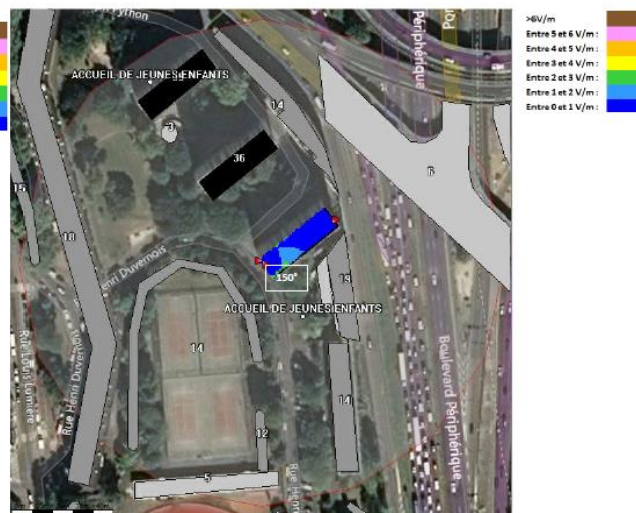 >6V/m
Entre 5 et 6 V/m :
Entre 4 et 5 V/m :
Entre 3 et 4 V/m :
Entre 2 et 3 V/m :
Entre 1 et 2 V/m :
Entre 0 et 1 V/m :
Python
Périphérique
ACCUEIL DE JEUNES ENFANTS
14
3
36
6
15
10
Henri Duvernois
150°
19
ACCUEIL DE JEUNES ENFANTS
14
Rue Louis Lumière
Rue Henri Duvernois
Boulevard Périphérique
14
12
5
Rue Henri